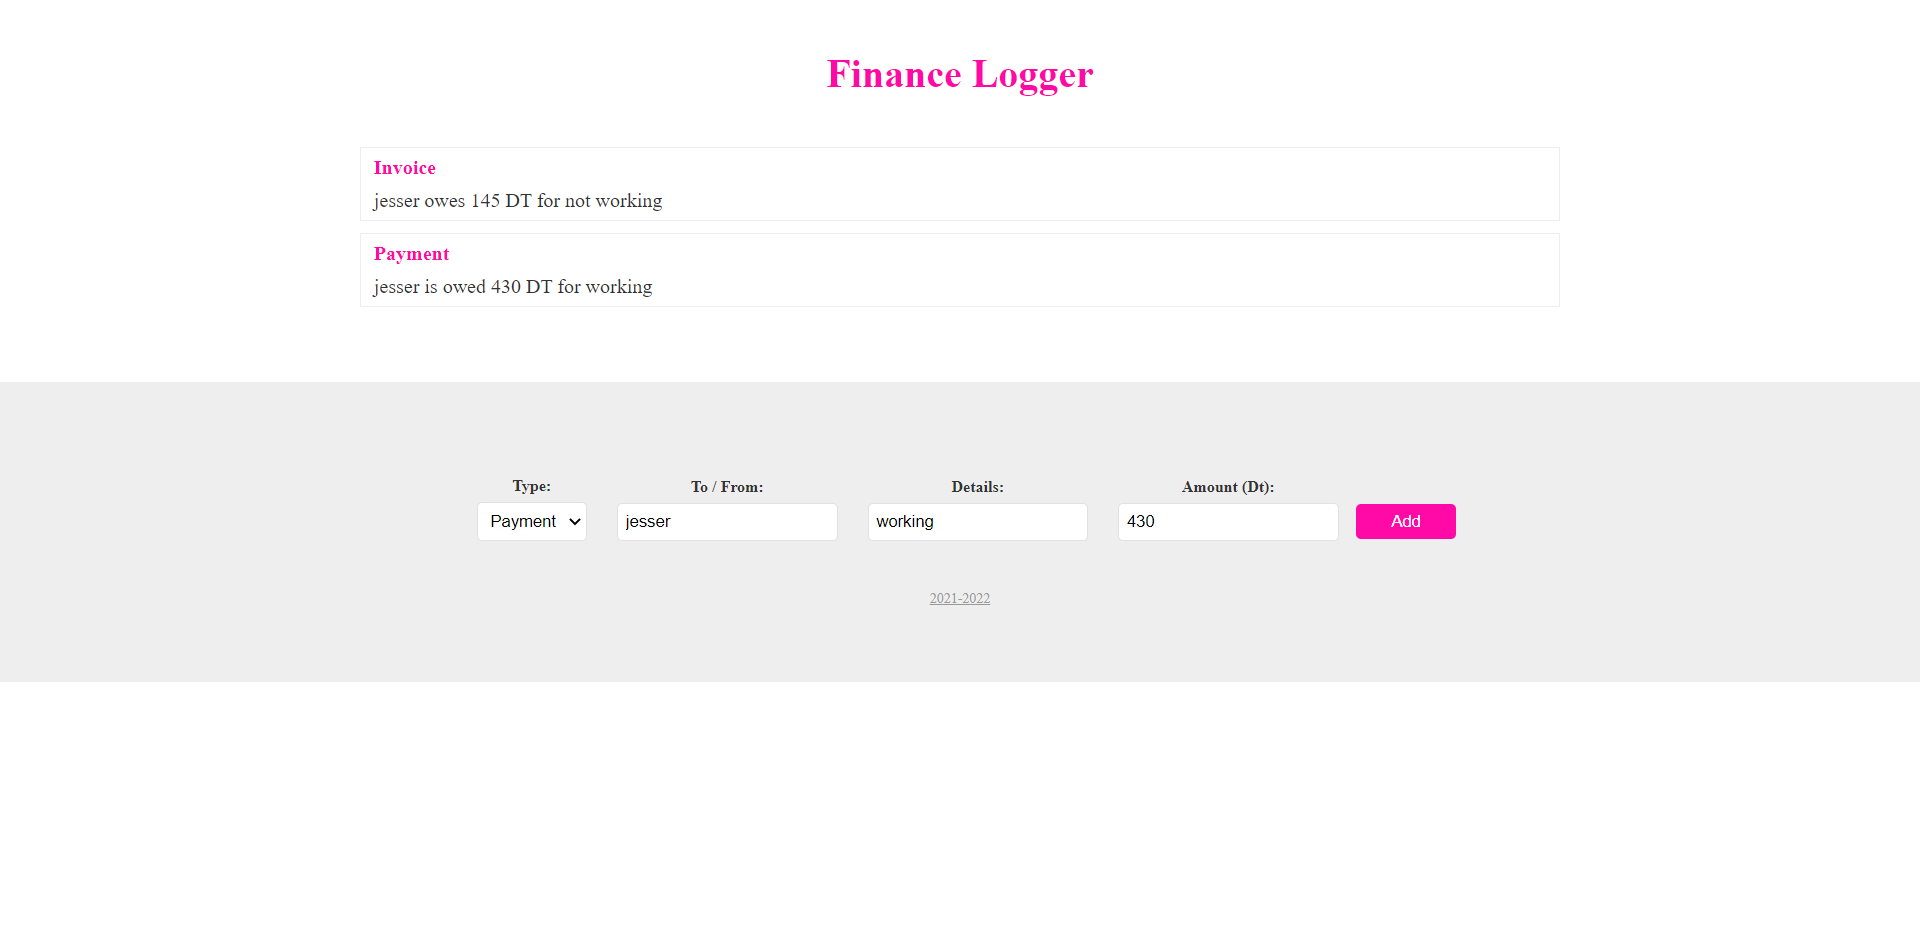 Finance Logger
Invoice
jesser owes 145 DT for not working
Payment
jesser is owed 430 DT for working
Type:
Payment
To / From:
jesser
Details:
working
Amount (Dt):
430
Add
2021-2022